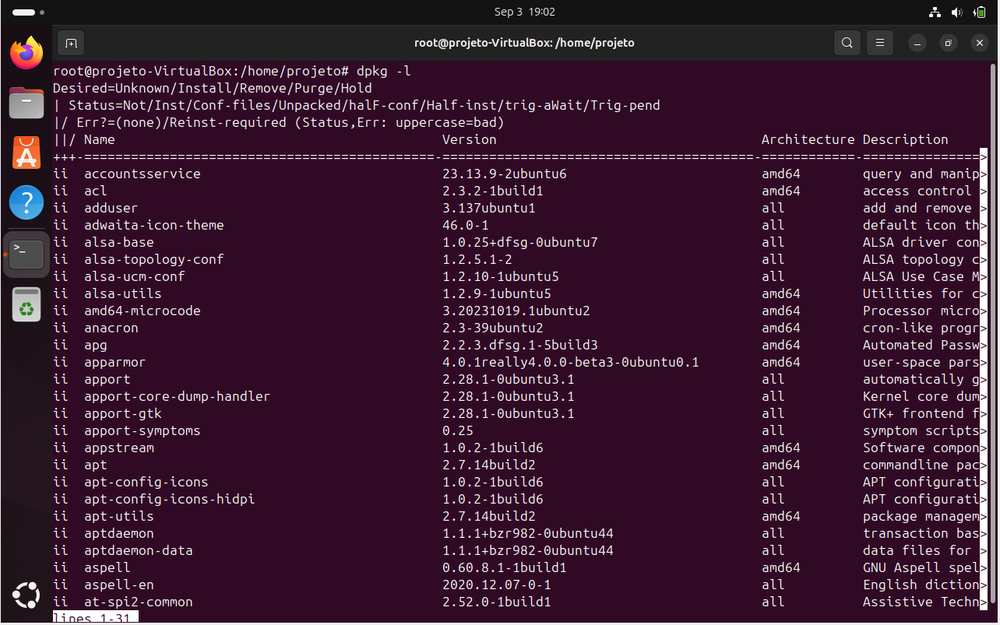 Sep 3 19:02
root@projeto-VirtualBox: /home/projeto
root@projeto-VirtualBox:/home/projeto# dpkg -l
Desired=Unknown/Install/Remove/Purge/Hold
| Status=Not/Inst/Conf-files/Unpacked/halF-conf/Half-inst/trig-aWait/Trig-pend
|/ Err?=(none)/Reinst-required (Status,Err: uppercase=bad)
||/ Name                                          Version                                  Architecture Description
+++-=============================================-========================================-============-===============>
ii  accountsservice                               23.13.9-2ubuntu6                         amd64        query and manip>
ii  acl                                           2.3.2-1build1                            amd64        access control >
ii  adduser                                       3.137ubuntu1                             all          add and remove >
ii  adwaita-icon-theme                            46.0-1                                   all          default icon th>
ii  alsa-base                                     1.0.25+dfsg-0ubuntu7                     all          ALSA driver con>
ii  alsa-topology-conf                            1.2.5.1-2                                all          ALSA topology c>
ii  alsa-ucm-conf                                 1.2.10-1ubuntu5                          all          ALSA Use Case M>
ii  alsa-utils                                    1.2.9-1ubuntu5                           amd64        Utilities for c>
ii  amd64-microcode                               3.20231019.1ubuntu2                      amd64        Processor micro>
ii  anacron                                       2.3-39ubuntu2                            amd64        cron-like progr>
ii  apg                                           2.2.3.dfsg.1-5build3                     amd64        Automated Passw>
ii  apparmor                                      4.0.1really4.0.0-beta3-0ubuntu0.1        amd64        user-space pars>
ii  apport                                        2.28.1-0ubuntu3.1                        all          automatically g>
ii  apport-core-dump-handler                      2.28.1-0ubuntu3.1                        all          Kernel core dum>
ii  apport-gtk                                    2.28.1-0ubuntu3.1                        all          GTK+ frontend f>
ii  apport-symptoms                               0.25                                     all          symptom scripts>
ii  appstream                                     1.0.2-1build6                            amd64        Software compon>
ii  apt                                           2.7.14build2                             amd64        commandline pac>
ii  apt-config-icons                              1.0.2-1build6                            all          APT configurati>
ii  apt-config-icons-hidpi                        1.0.2-1build6                            all          APT configurati>
ii  apt-utils                                     2.7.14build2                             amd64        package managem>
ii  aptdaemon                                     1.1.1+bzr982-0ubuntu44                   all          transaction bas>
ii  aptdaemon-data                                1.1.1+bzr982-0ubuntu44                   all          data files for >
ii  aspell                                        0.60.8.1-1build1                         amd64        GNU Aspell spel>
ii  aspell-en                                     2020.12.07-0-1                           all          English diction>
ii  at-spi2-common                                2.52.0-1build1                           all          Assistive Techn>
lines 1-31